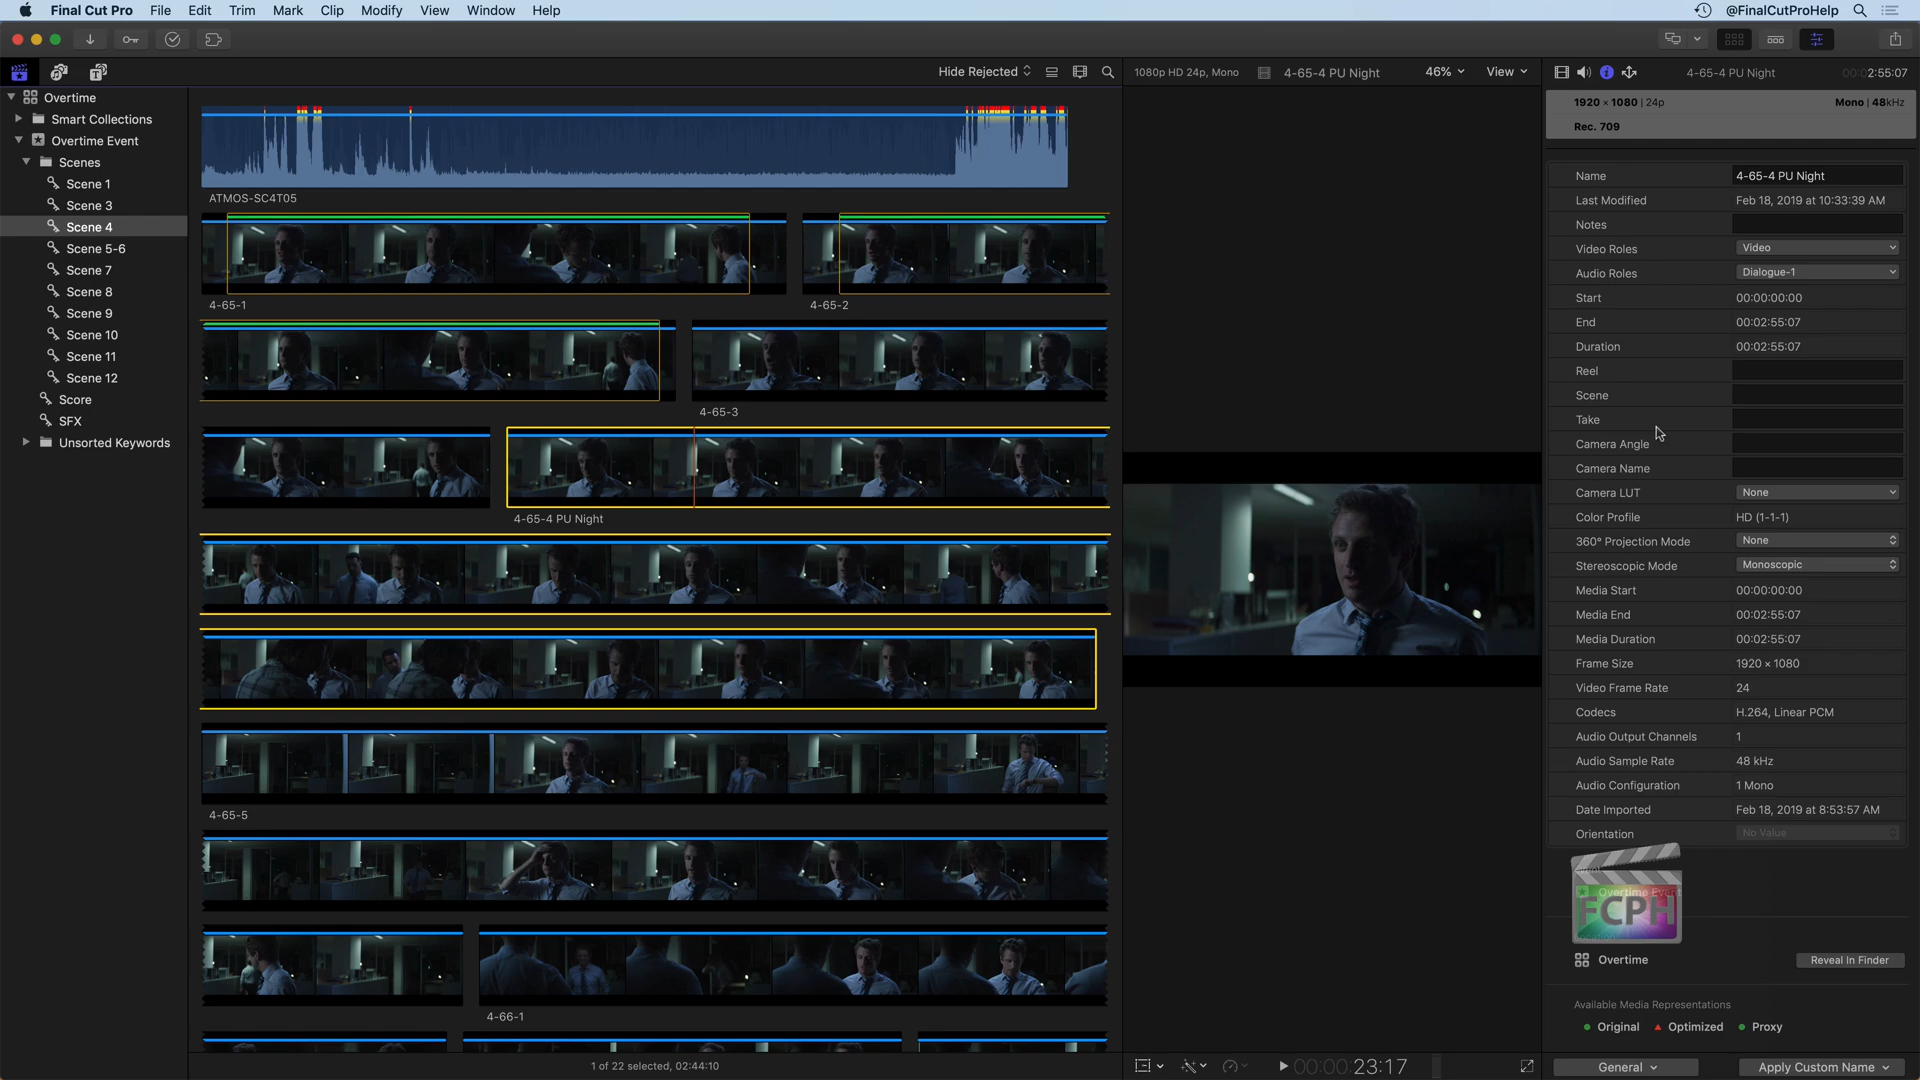 Final Cut Pro File Edit Trim Mark Clip Modify View Window Help @FinalCutProHelp
Hide Rejected 1080p HD 24p, Mono 4-65-4 PU Night 46% View 4-65-4 PU Night 00:02:55:07
Overtime
Smart Collections
Overtime Event
Scenes
Scene 1
Scene 3
Scene 4
Scene 5-6
Scene 7
Scene 8
Scene 9
Scene 10
Scene 11
Scene 12
Score
SFX
Unsorted Keywords
ATMOS-SC4T05
4-65-1 4-65-2
4-65-3
4-65-4 PU Night
4-65-5
4-66-1
1 of 22 selected, 02:44:10
00:00:23:17
1920 × 1080 | 24p Mono | 48kHz
Rec. 709
Name 4-65-4 PU Night
Last Modified Feb 18, 2019 at 10:33:39 AM
Notes
Video Roles Video
Audio Roles Dialogue-1
Start 00:00:00:00
End 00:02:55:07
Duration 00:02:55:07
Reel
Scene
Take
Camera Angle
Camera Name
Camera LUT None
Color Profile HD (1-1-1)
360° Projection Mode None
Stereoscopic Mode Monoscopic
Media Start 00:00:00:00
Media End 00:02:55:07
Media Duration 00:02:55:07
Frame Size 1920 × 1080
Video Frame Rate 24
Codecs H.264, Linear PCM
Audio Output Channels 1
Audio Sample Rate 48 kHz
Audio Configuration 1 Mono
Date Imported Feb 18, 2019 at 8:53:57 AM
Orientation No Value
Overtime Event
FCPH
Overtime Reveal In Finder
Available Media Representations
Original Optimized Proxy
General Apply Custom Name